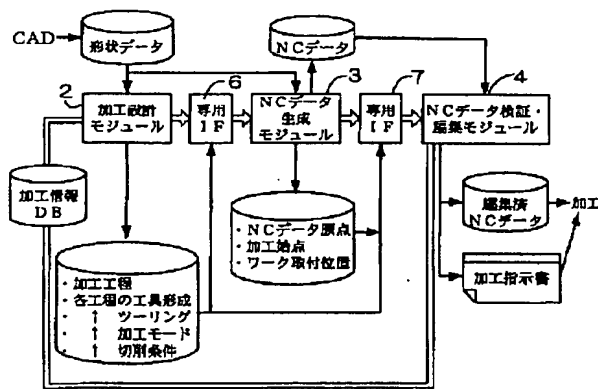 CAD
形状データ
NCデータ
2
6
3
7
4
加工設計
モジュール
専用
IF
NCデータ
生成
モジュール
専用
IF
NCデータ検証・
編集モジュール
加工情報
DB
・NCデータ原点
・加工始点
・ワーク取付位置
編集済
NCデータ
加工
加工指示書
・加工工程
・各工程の工具形成
・ ↑ ツーリング
・ ↑ 加工モード
・ ↑ 切削条件